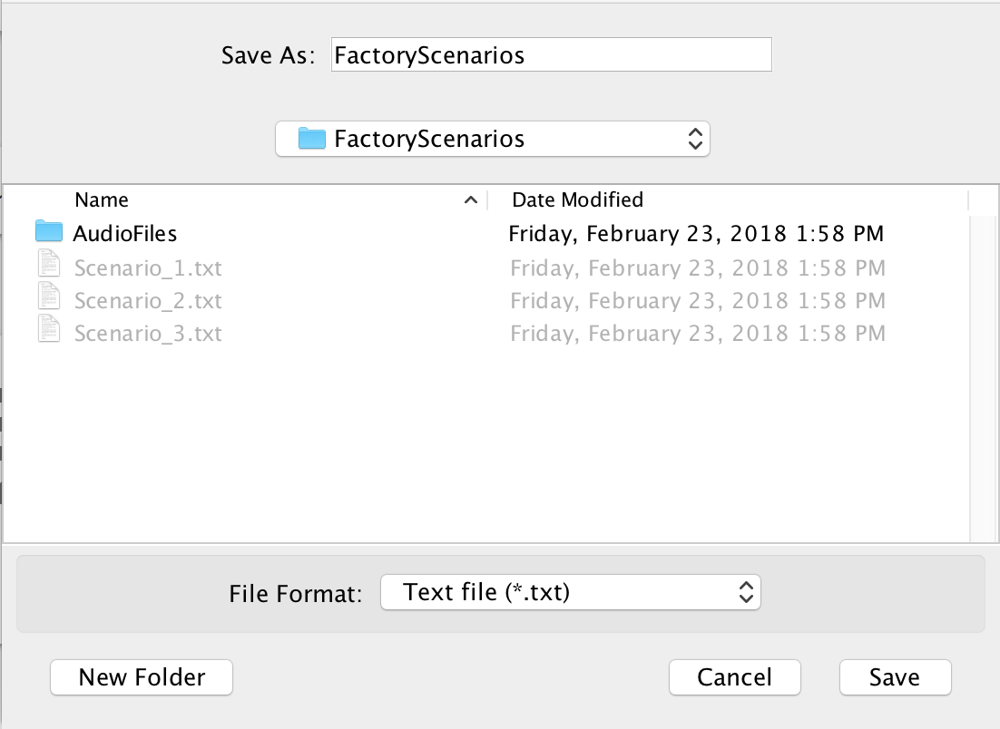 Save As: FactoryScenarios
FactoryScenarios
Name Date Modified
AudioFiles Friday, February 23, 2018 1:58 PM
Scenario_1.txt Friday, February 23, 2018 1:58 PM
Scenario_2.txt Friday, February 23, 2018 1:58 PM
Scenario_3.txt Friday, February 23, 2018 1:58 PM
File Format: Text file (*.txt)
New Folder Cancel Save